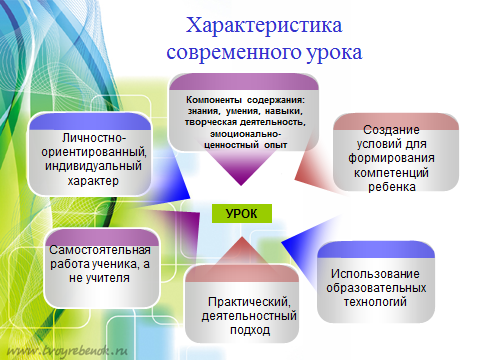 Характеристика
современного урока
Компоненты содержания:
знания, умения, навыки,
творческая деятельность,
эмоционально-
ценностный опыт
Личностно-
ориентированный,
индивидуальный
характер
Создание
условий для
формирования
компетенций
ребенка
УРОК
Самостоятельная
работа ученика, а
не учителя
Практический,
деятельностный
подход
Использование
образовательных
технологий
www.tvoyrebenok.ru